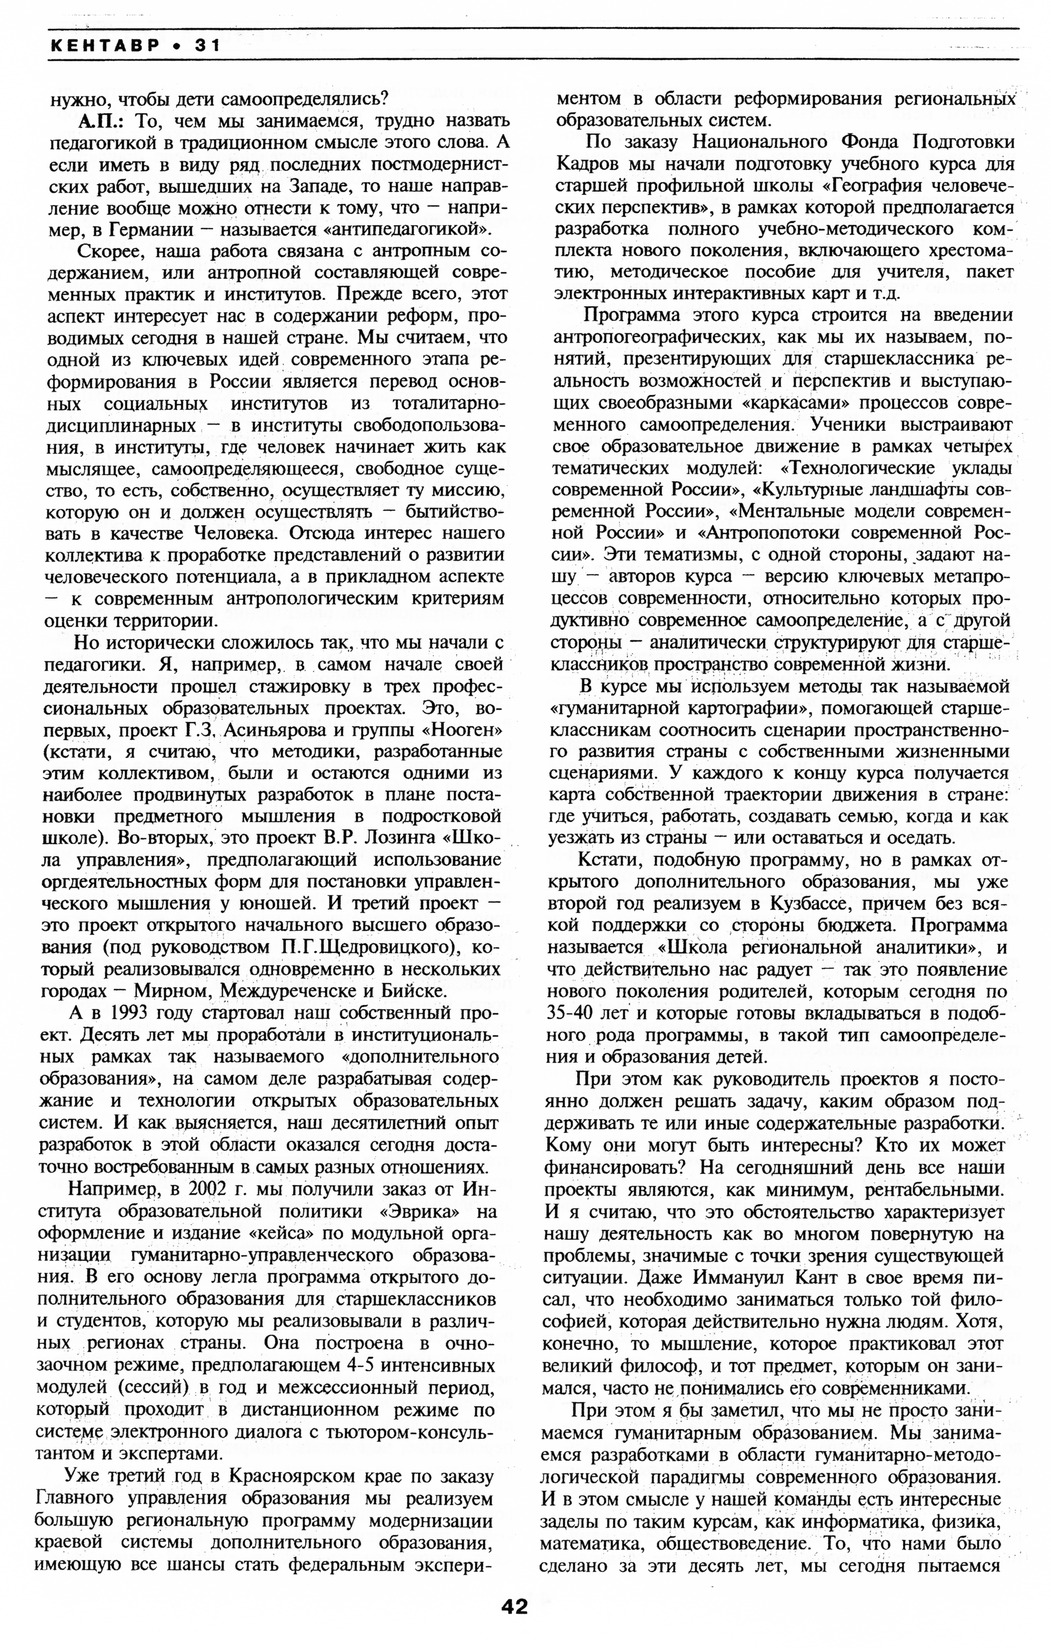 КЕНТАВР • 31
нужно, чтобы дети самоопределялись?
А.П.: То, чем мы занимаемся, трудно назвать
педагогикой в традиционном смысле этого слова. А
если иметь в виду ряд последних постмодернист-
ских работ, вышедших на Западе, то наше направ-
ление вообще можно отнести к тому, что — напри-
мер, в Германии — называется «антипедагогикой».
Скорее, наша работа связана с антропным со-
держанием, или антропной составляющей совре-
менных практик и институтов. Прежде всего, этот
аспект интересует нас в содержании реформ, про-
водимых сегодня в нашей стране. Мы считаем, что
одной из ключевых идей современного этапа ре-
формирования в России является перевод основ-
ных социальных институтов из тоталитарно-
дисциплинарных — в институты свободопользова-
ния, в институты, где человек начинает жить как
мыслящее, самоопределяющееся, свободное суще-
ство, то есть, собственно, осуществляет ту миссию,
которую он и должен осуществлять — бытийство-
вать в качестве Человека. Отсюда интерес нашего
коллектива к проработке представлений о развитии
человеческого потенциала, а в прикладном аспекте
— к современным антропологическим критериям
оценки территории.
Но исторически сложилось так, что мы начали с
педагогики. Я, например, в самом начале своей
деятельности прошел стажировку в трех профес-
сиональных образовательных проектах. Это, во-
первых, проект Г.З. Асиньярова и группы «Нооген»
(кстати, я считаю, что методики, разработанные
этим коллективом, были и остаются одними из
наиболее продвинутых разработок в плане поста-
новки предметного мышления в подростковой
школе). Во-вторых, это проект В.Р. Лозинга «Шко-
ла управления», предполагающий использование
оргдеятельностных форм для постановки управлен-
ческого мышления у юношей. И третий проект —
это проект открытого начального высшего образо-
вания (под руководством П.Г.Щедровицкого), ко-
торый реализовывался одновременно в нескольких
городах — Мирном, Междуреченске и Бийске.
А в 1993 году стартовал наш собственный про-
ект. Десять лет мы проработали в институциональ-
ных рамках так называемого «дополнительного
образования», на самом деле разрабатывая содер-
жание и технологии открытых образовательных
систем. И как выясняется, наш десятилетний опыт
разработок в этой области оказался сегодня доста-
точно востребованным в самых разных отношениях.
Например, в 2002 г. мы получили заказ от Ин-
ститута образовательной политики «Эврика» на
оформление и издание «кейса» по модульной орга-
низации гуманитарно-управленческого образова-
ния. В его основу легла программа открытого до-
полнительного образования для старшеклассников
и студентов, которую мы реализовывали в различ-
ных регионах страны. Она построена в очно-
заочном режиме, предполагающем 4-5 интенсивных
модулей (сессий) в год и межсессионный период,
который проходит в дистанционном режиме по
системе электронного диалога с тьютором-консуль-
тантом и экспертами.
Уже третий год в Красноярском крае по заказу
Главного управления образования мы реализуем
большую региональную программу модернизации
краевой системы дополнительного образования,
имеющую все шансы стать федеральным экспери-
ментом в области реформирования региональных
образовательных систем.
По заказу Национального Фонда Подготовки
Кадров мы начали подготовку учебного курса для
старшей профильной школы «География человече-
ских перспектив», в рамках которой предполагается
разработка полного учебно-методического ком-
плекта нового поколения, включающего хрестома-
тию, методическое пособие для учителя, пакет
электронных интерактивных карт и т.д.
Программа этого курса строится на введении
антропогеографических, как мы их называем, по-
нятий, презентирующих для старшеклассника ре-
альность возможностей и перспектив и выступаю-
щих своеобразными «каркасами» процессов совре-
менного самоопределения. Ученики выстраивают
свое образовательное движение в рамках четырех
тематических модулей: «Технологические уклады
современной России», «Культурные ландшафты сов-
ременной России», «Ментальные модели современ-
ной России» и «Антропопотоки современной Рос-
сии». Эти тематизмы, с одной стороны, задают на-
шу — авторов курса — версию ключевых метапро-
цессов современности, относительно которых про-
дуктивно современное самоопределение, а с другой
стороны — аналитически структурируют для старше-
классников пространство современной жизни.
В курсе мы используем методы так называемой
«гуманитарной картографии», помогающей старше-
классникам соотносить сценарии пространственно-
го развития страны с собственными жизненными
сценариями. У каждого к концу курса получается
карта собственной траектории движения в стране:
где учиться, работать, создавать семью, когда и как
уезжать из страны — или оставаться и оседать.
Кстати, подобную программу, но в рамках от-
крытого дополнительного образования, мы уже
второй год реализуем в Кузбассе, причем без вся-
кой поддержки со стороны бюджета. Программа
называется «Школа региональной аналитики», и
что действительно нас радует — так это появление
нового поколения родителей, которым сегодня по
35-40 лет и которые готовы вкладываться в подоб-
ного рода программы, в такой тип самоопределе-
ния и образования детей.
При этом как руководитель проектов я посто-
янно должен решать задачу, каким образом под-
держивать те или иные содержательные разработки.
Кому они могут быть интересны? Кто их может
финансировать? На сегодняшний день все наши
проекты являются, как минимум, рентабельными.
И я считаю, что это обстоятельство характеризует
нашу деятельность как во многом повернутую на
проблемы, значимые с точки зрения существующей
ситуации. Даже Иммануил Кант в свое время пи-
сал, что необходимо заниматься только той фило-
софией, которая действительно нужна людям. Хотя,
конечно, то мышление, которое практиковал этот
великий философ, и тот предмет, которым он зани-
мался, часто не понимались его современниками.
При этом я бы заметил, что мы не просто зани-
маемся гуманитарным образованием. Мы занима-
емся разработками в области гуманитарно-методо-
логической парадигмы современного образования.
И в этом смысле у нашей команды есть интересные
заделы по таким курсам, как информатика, физика,
математика, обществоведение. То, что нами было
сделано за эти десять лет, мы сегодня пытаемся
42